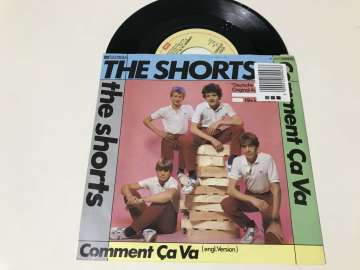 THE SHORTS
the shorts
Comment Ça Va
Comment Ça Va (engl. Version)